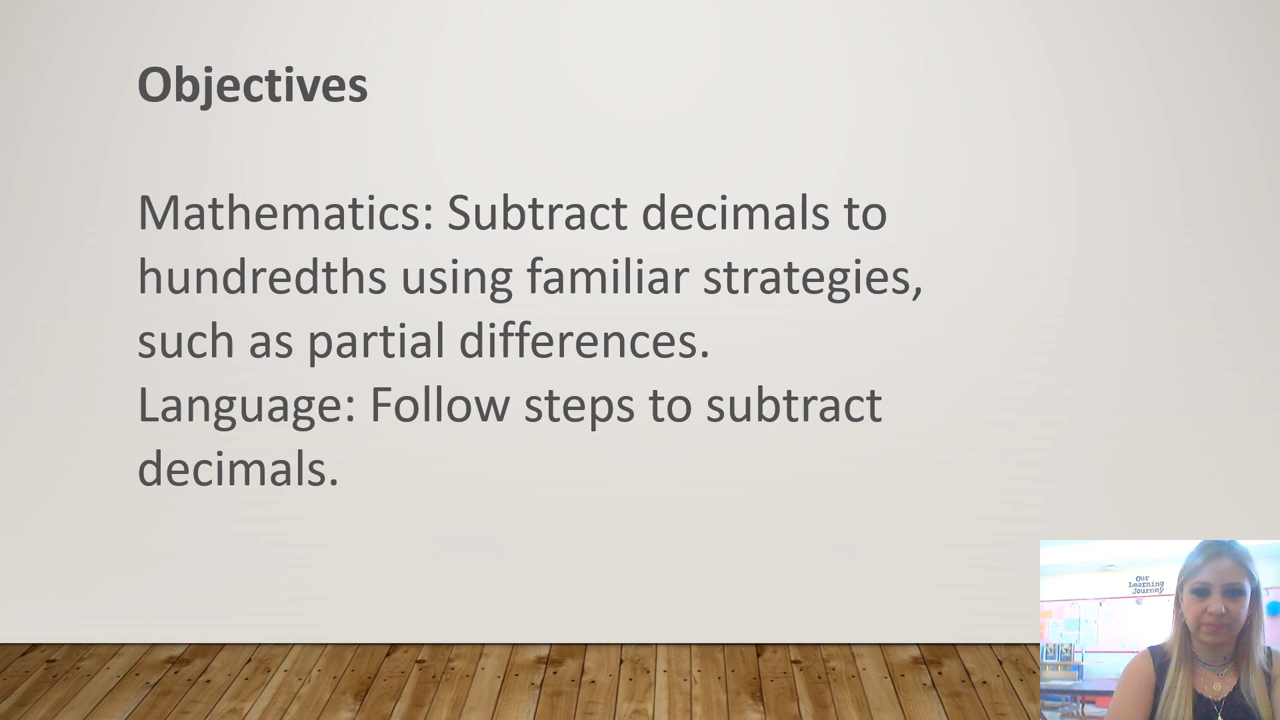 Objectives
Mathematics: Subtract decimals to
hundredths using familiar strategies,
such as partial differences.
Language: Follow steps to subtract
decimals.
Our
Learning
Journey